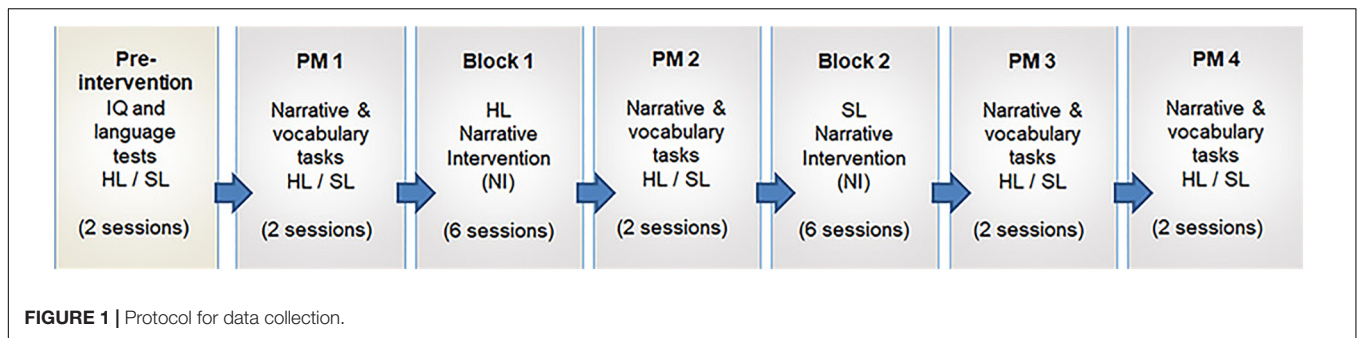 Pre-
intervention
IQ and
language
tests
HL / SL
(2 sessions)
PM 1
Narrative &
vocabulary
tasks
HL / SL
(2 sessions)
Block 1
HL
Narrative
Intervention
(NI)
(6 sessions)
PM 2
Narrative &
vocabulary
tasks
HL / SL
(2 sessions)
Block 2
SL
Narrative
Intervention
(NI)
(6 sessions)
PM 3
Narrative &
vocabulary
tasks
HL / SL
(2 sessions)
PM 4
Narrative &
vocabulary
tasks
HL / SL
(2 sessions)
FIGURE 1 | Protocol for data collection.